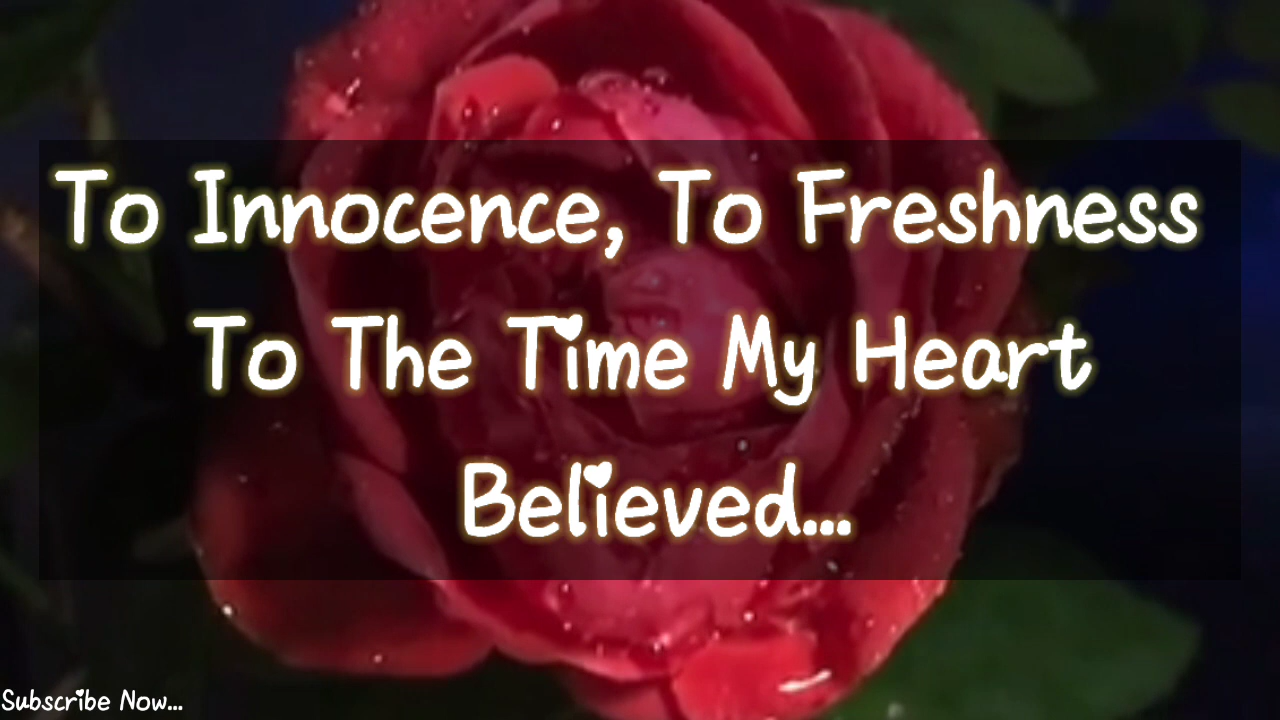 To Innocence, To Freshness
To The Time My Heart
Believed...
Subscribe Now...